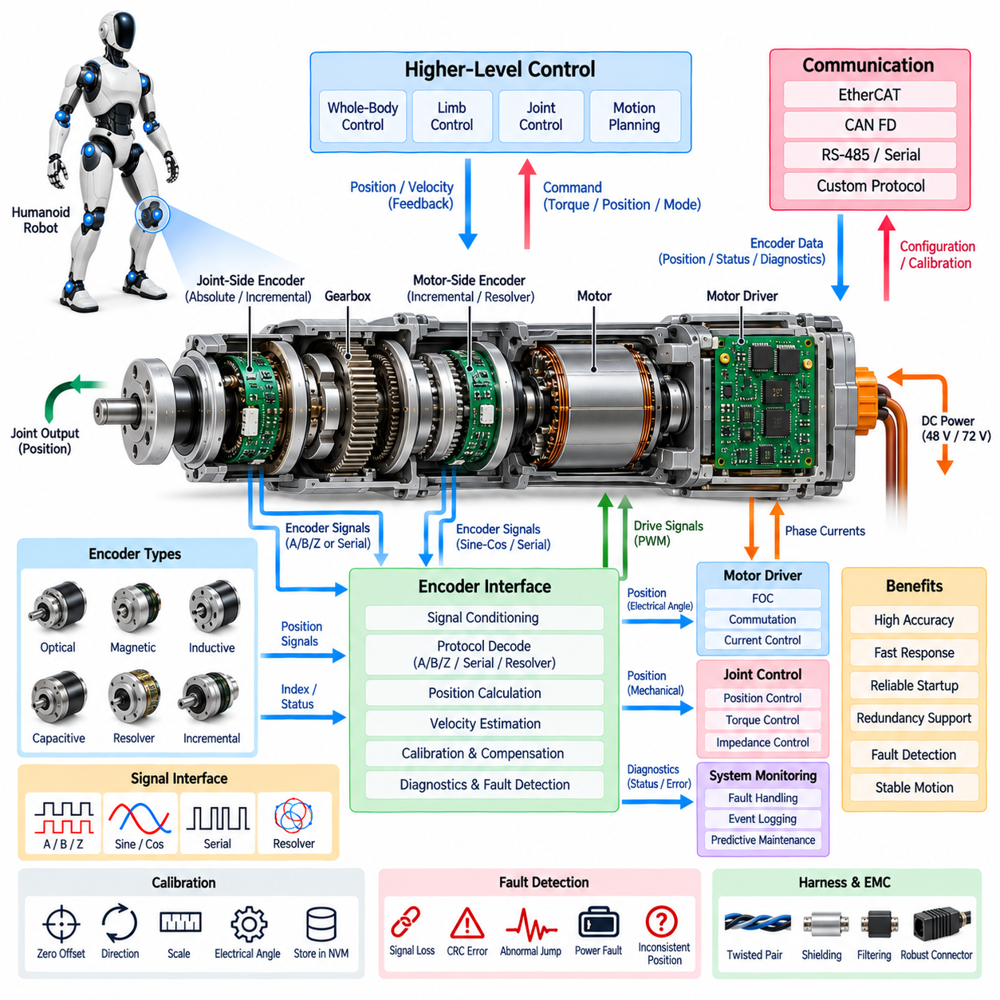 Higher-Level Control
Whole-Body
Control
Limb
Control
Joint
Control
Motion
Planning
Communication
EtherCAT
CAN FD
RS-485 / Serial
Custom Protocol
Humanoid
Robot
Position / Velocity
(Feedback)
Command
(Torque / Position / Mode)
Encoder Data
(Position / Status / Diagnostics)
Configuration
/ Calibration
Joint-Side Encoder
(Absolute / Incremental)
Gearbox
Motor-Side Encoder
(Incremental / Resolver)
Motor
Motor Driver
Joint Output
(Position)
DC Power
(48 V / 72 V)
Encoder Signals
(A/B/Z or Serial)
Encoder Signals
(Sine-Cos / Serial)
Drive Signals
(PWM)
Phase Currents
Encoder Types
Optical
Magnetic
Inductive
Capacitive
Resolver
Incremental
Position
Signals
Index /
Status
Encoder Interface
Signal Conditioning
Protocol Decode
(A/B/Z / Serial / Resolver)
Position Calculation
Velocity Estimation
Calibration & Compensation
Diagnostics & Fault Detection
Position
(Electrical Angle)
Position
(Mechanical)
Diagnostics
(Status / Error)
Motor Driver
FOC
Commutation
Current Control
Joint Control
Position Control
Torque Control
Impedance Control
System Monitoring
Fault Handling
Event Logging
Predictive Maintenance
Benefits
High Accuracy
Fast Response
Reliable Startup
Redundancy Support
Fault Detection
Stable Motion
Signal Interface
A / B / Z
Sine / Cos
Serial
Resolver
Calibration
Zero Offset
Direction
Scale
Electrical Angle
Store in NVM
Fault Detection
Signal Loss
CRC Error
Abnormal Jump
Power Fault
Inconsistent
Position
Harness & EMC
Twisted Pair
Shielding
Filtering
Robust Connector